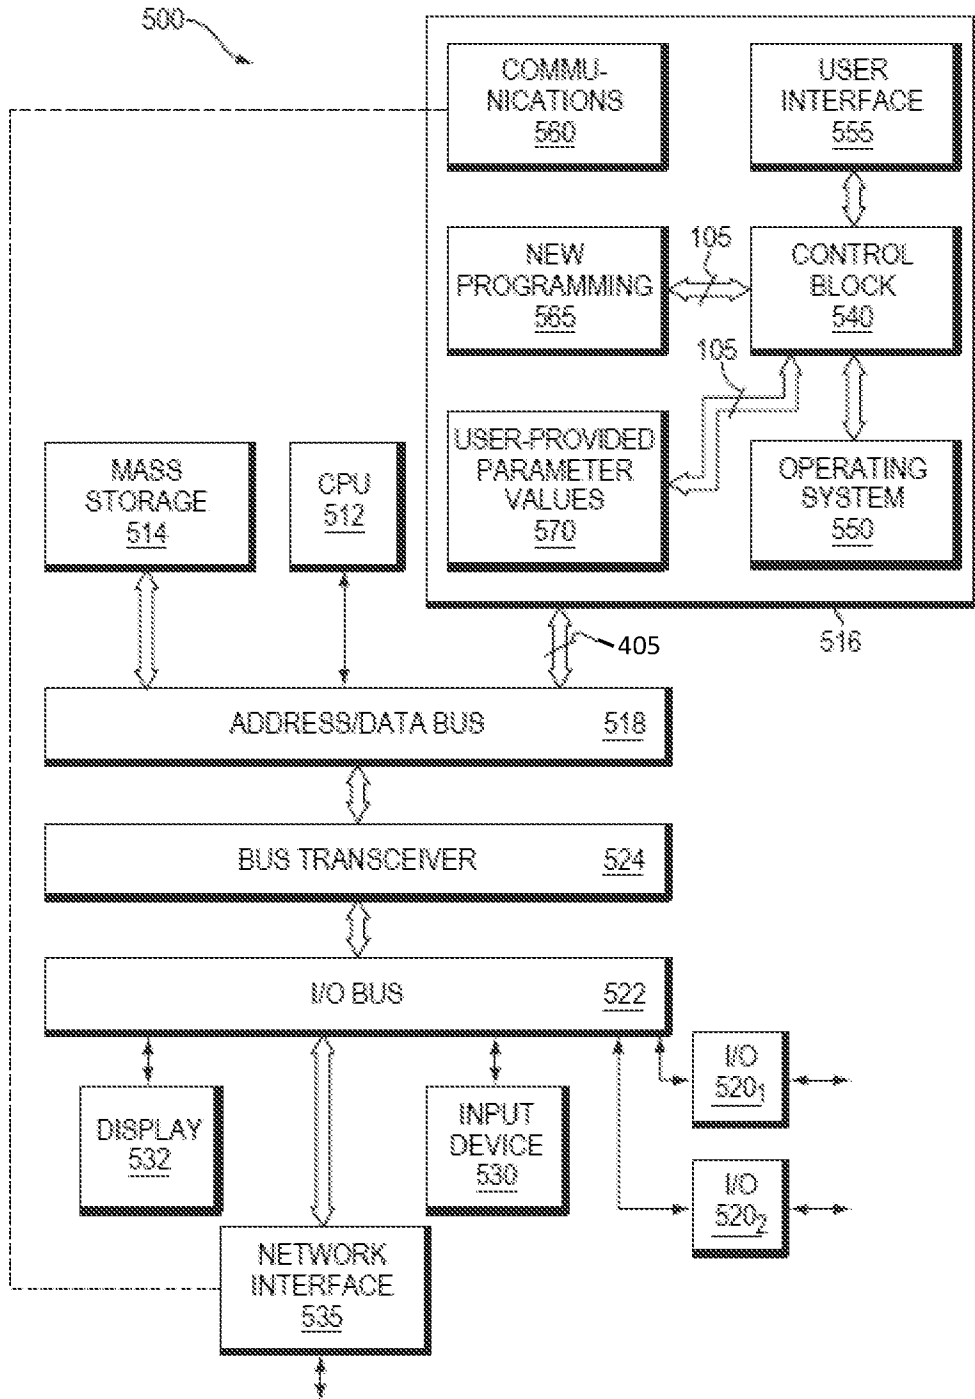 500
COMMU-
NICATIONS
560
USER
INTERFACE
555
NEW
PROGRAMMING
565
105
CONTROL
BLOCK
540
105
USER-PROVIDED
PARAMETER
VALUES
570
OPERATING
SYSTEM
550
MASS
STORAGE
514
CPU
512
516
405
ADDRESS/DATA BUS 518
BUS TRANSCEIVER 524
I/O BUS 522
DISPLAY
532
INPUT
DEVICE
530
I/O
520₁
I/O
520₂
NETWORK
INTERFACE
535